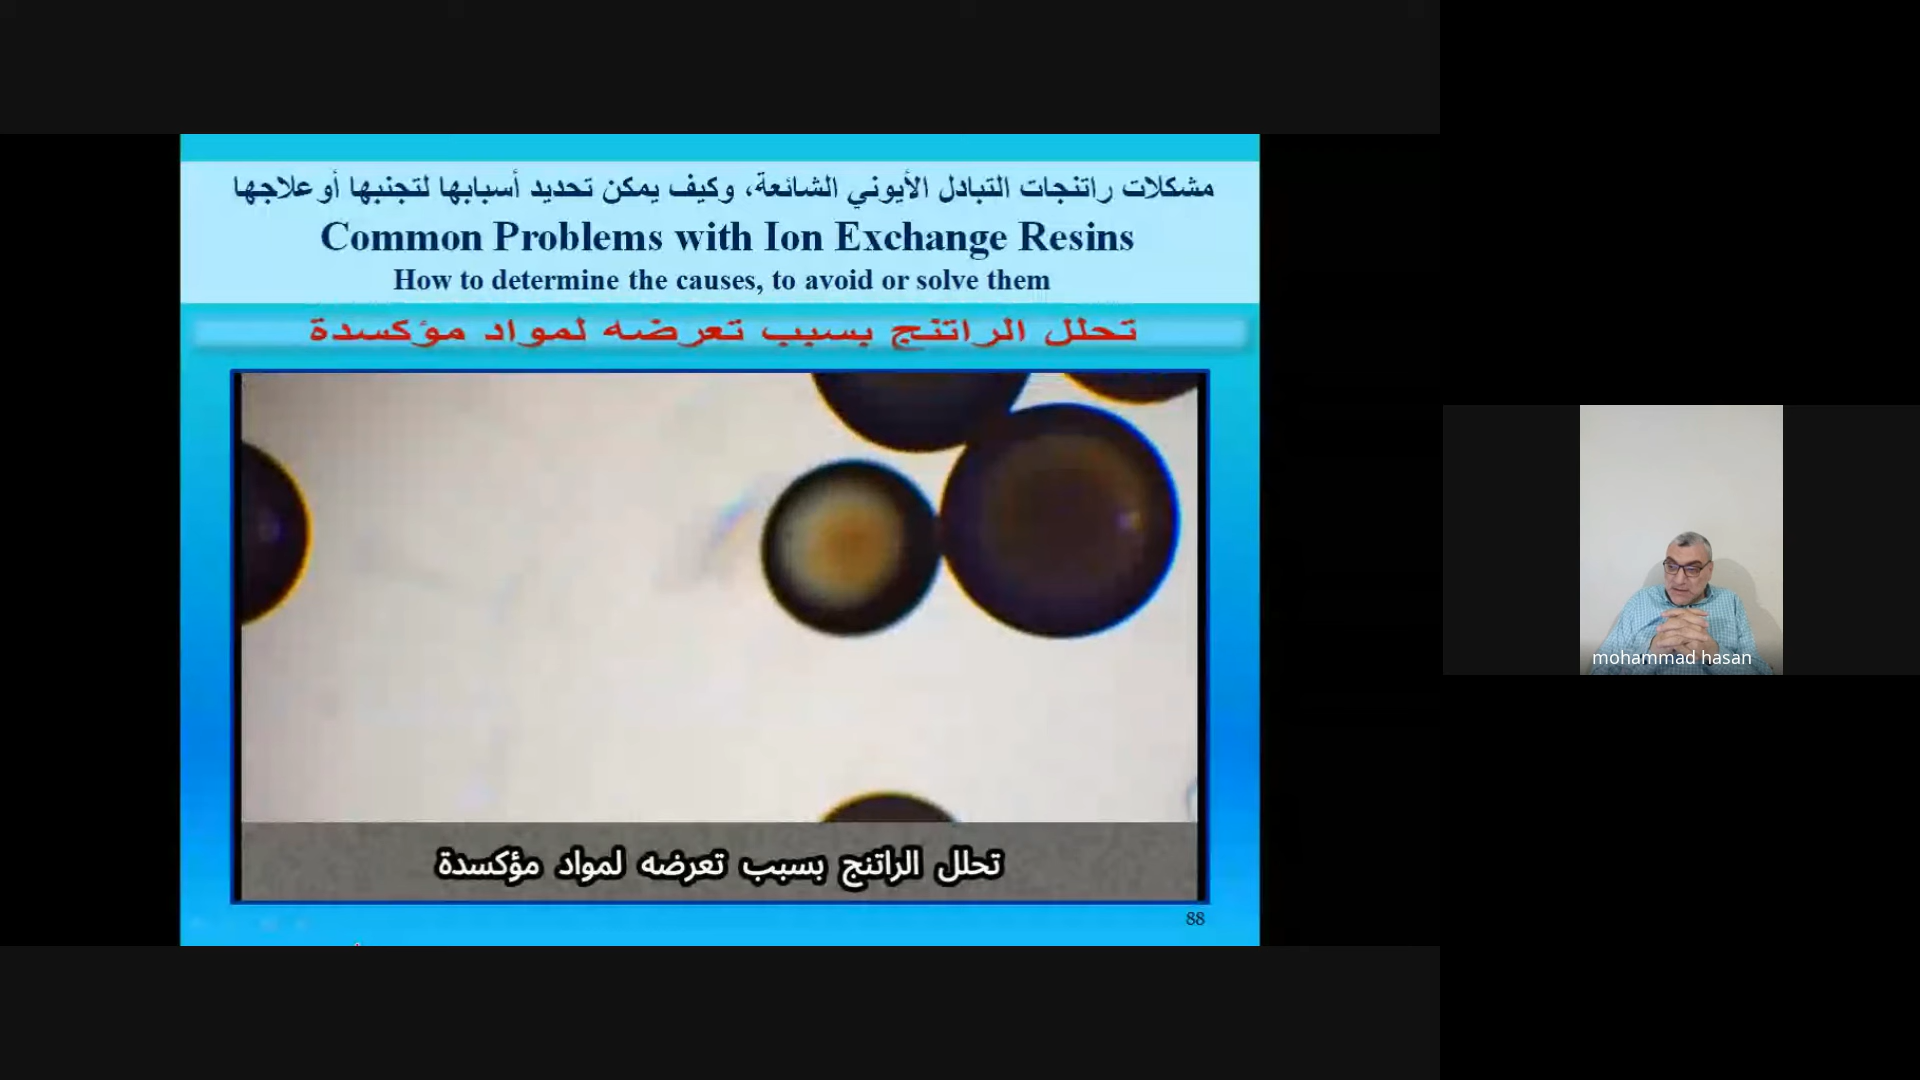 مشكلات راتنجات التبادل الأيوني الشائعة، وكيف يمكن تحديد أسبابها لتجنبها أو علاجها
Common Problems with Ion Exchange Resins
How to determine the causes, to avoid or solve them
تحلل الراتنج بسبب تعرضه لمواد مؤكسدة
تحلل الراتنج بسبب تعرضه لمواد مؤكسدة
88
mohammad hasan